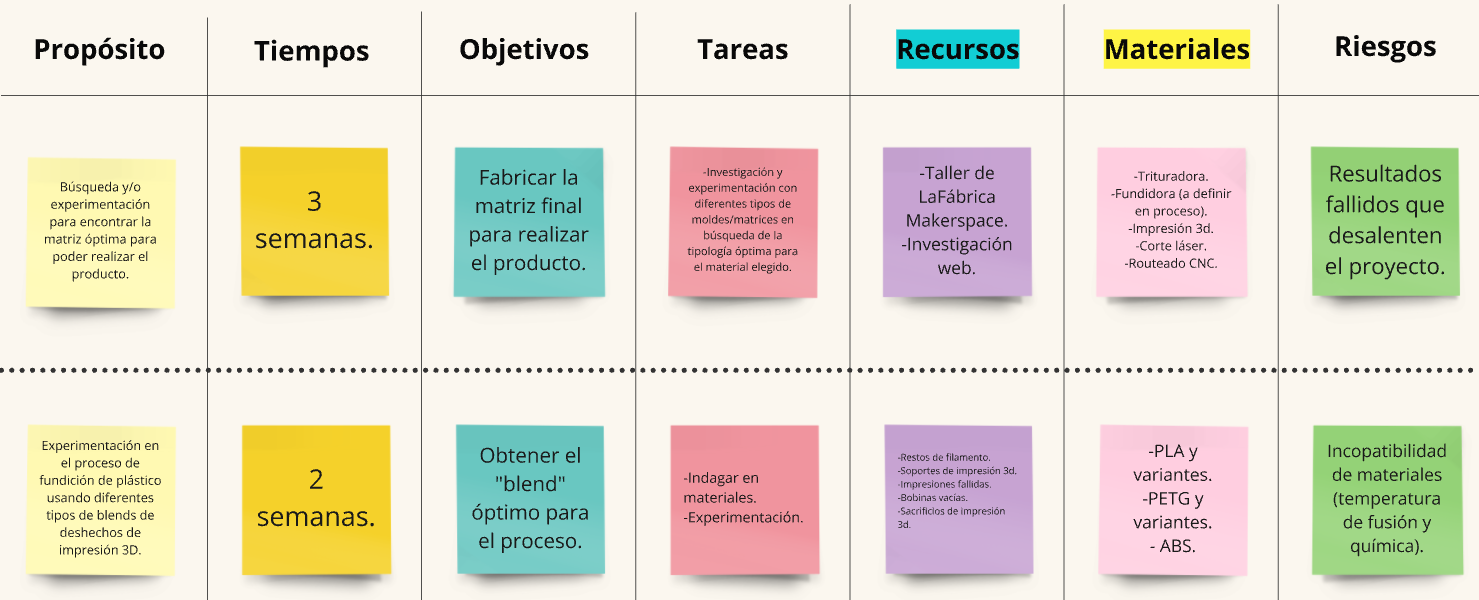 Propósito
Tiempos
Objetivos
Tareas
Recursos
Materiales
Riesgos
Búsqueda y/o
experimentación
para encontrar la
matriz óptima para
poder realizar el
producto.
3
semanas.
Fabricar la
matriz final
para realizar
el producto.
-Investigación y
experimentación con
diferentes tipos de
moldes/matrices en
búsqueda de la
tipología óptima para
el material elegido.
-Taller de
LaFábrica
Makerspace.
-Investigación
web.
-Trituradora.
-Fundidora (a definir
en proceso).
-Impresión 3d.
-Corte láser.
-Routeado CNC.
Resultados
fallidos que
desalenten
el proyecto.
Experimentación en
el proceso de
fundición de plástico
usando diferentes
tipos de blends de
deshechos de
impresión 3D.
2
semanas.
Obtener el
"blend"
óptimo para
el proceso.
-Indagar en
materiales.
-Experimentación.
-Restos de filamento.
-Soportes de impresión 3d.
-Impresiones fallidas.
-Bobinas vacías.
-Sacrificios de impresión
3d.
-PLA y
variantes.
-PETG y
variantes.
- ABS.
Incopatibilidad
de materiales
(temperatura
de fusión y
química).